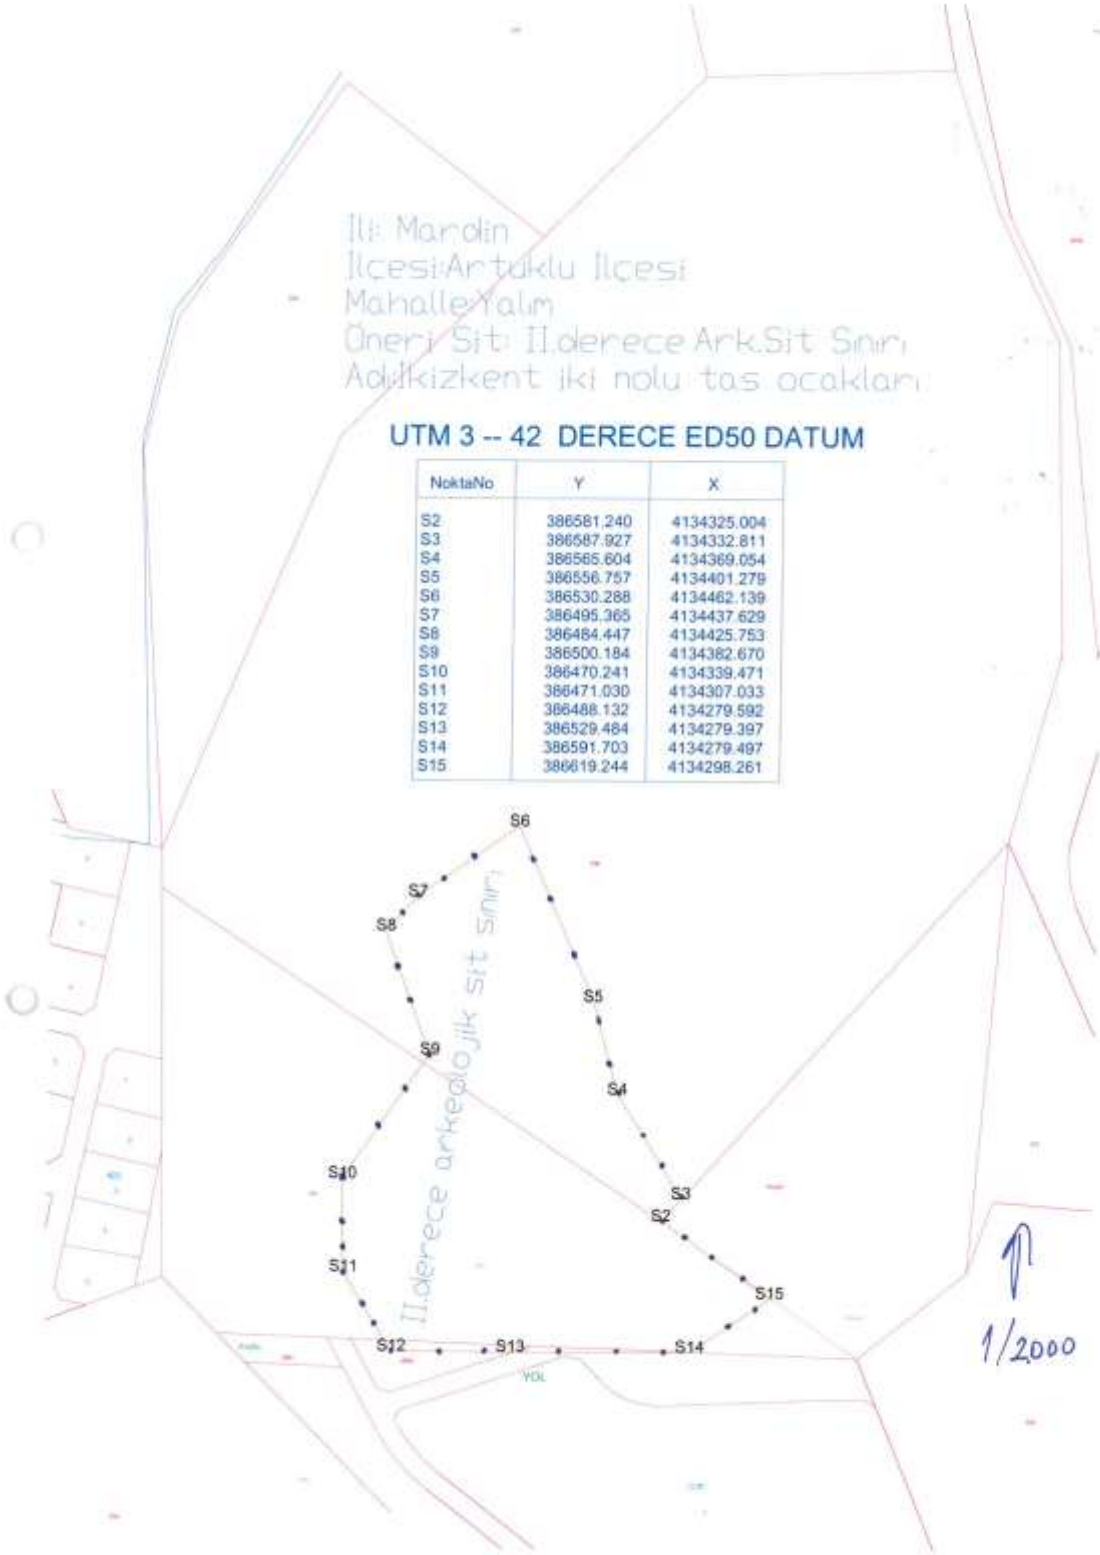 İli: Mardin
İlçesi:Artuklu İlçesi
Mahalle:Yalım
Öneri Sit: II.derece Ark.Sit Sınırı
Adı:İkizkent iki nolu tas ocakları
UTM 3 -- 42 DERECE ED50 DATUM
NoktaNo Y X
S2 386581.240 4134325.004
S3 386587.927 4134332.811
S4 386565.604 4134369.054
S5 386556.757 4134401.279
S6 386530.288 4134462.139
S7 386495.365 4134437.629
S8 386484.447 4134425.753
S9 386500.184 4134382.670
S10 386470.241 4134339.471
S11 386471.030 4134307.033
S12 386488.132 4134279.592
S13 386529.484 4134279.397
S14 386591.703 4134279.497
S15 386619.244 4134298.261
S6
S7
S8
S5
S9
S4
S10
S3
S2
S11
S15
S12
S13
S14
II.derece arkeolojik sit sınırı
YOL
1/2000